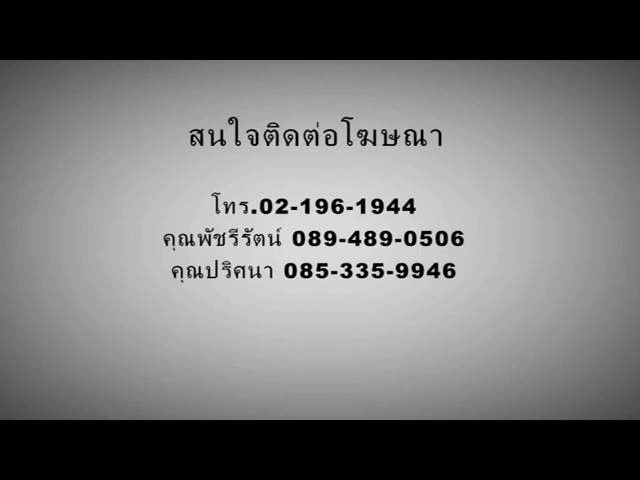 สนใจติดต่อโฆษณา
โทร.02-196-1944
คุณพัชรีรัตน์ 089-489-0506
คุณปริศนา 085-335-9946